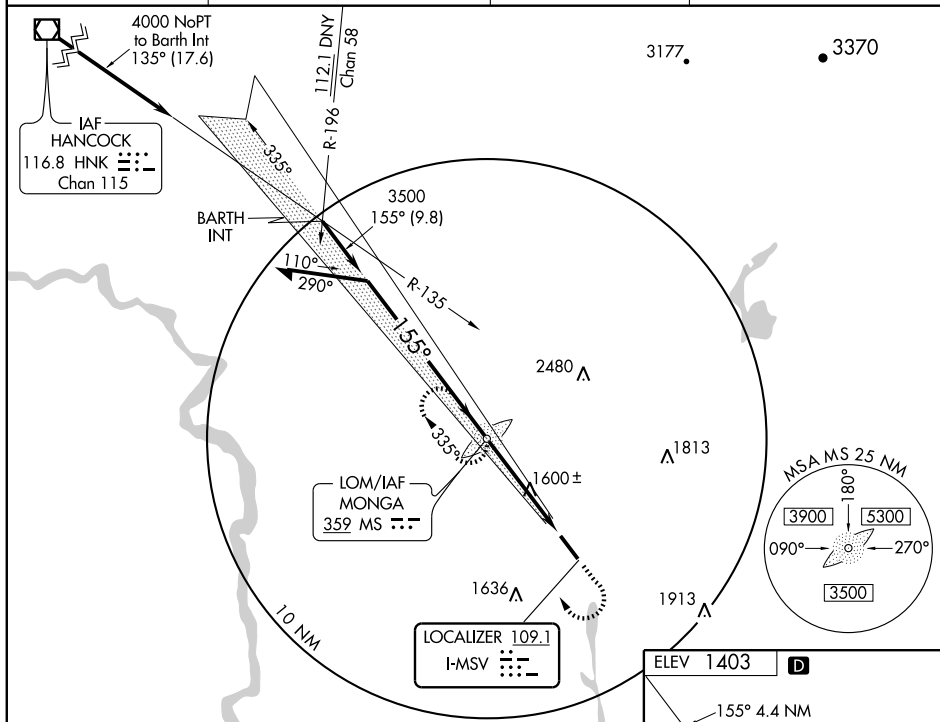 4000 NoPT
to Barth Int
135° (17.6)
112.1 DNY
Chan 58
R-196
3177
3370
IAF
HANCOCK
116.8 HNK
Chan 115
335°
3500
155° (9.8)
BARTH
INT
110°
290°
R-135
155°
2480
335°
1813
1600±
LOM/IAF
MONGA
359 MS
MSA MS 25 NM
180°
3900
5300
090°
270°
3500
1636
1913
10 NM
LOCALIZER 109.1
I-MSV
ELEV 1403
D
155° 4.4 NM